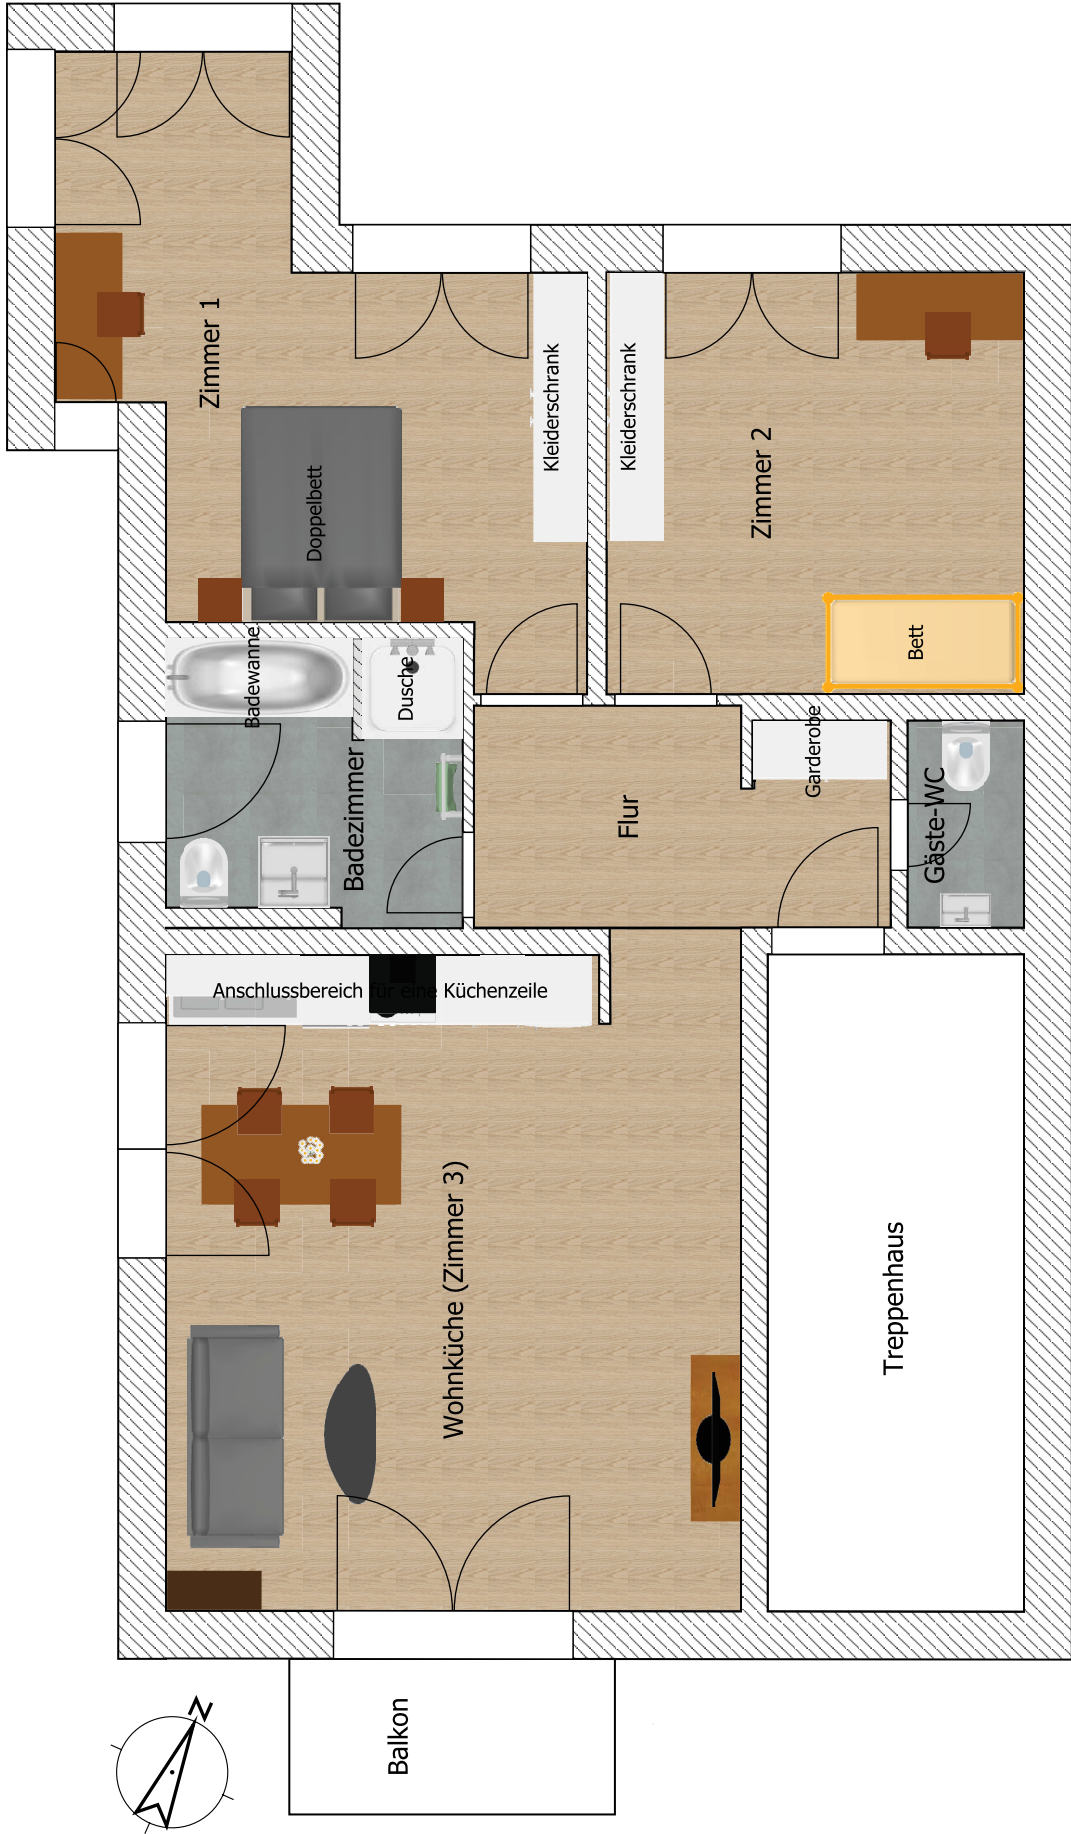 Zimmer 1
Kleiderschrank
Kleiderschrank
Zimmer 2
Doppelbett
Bett
Badewanne
Dusche
Badezimmer
Flur
Garderobe
Gäste-WC
Anschlussbereich für eine Küchenzeile
Wohnküche (Zimmer 3)
Treppenhaus
Balkon
N